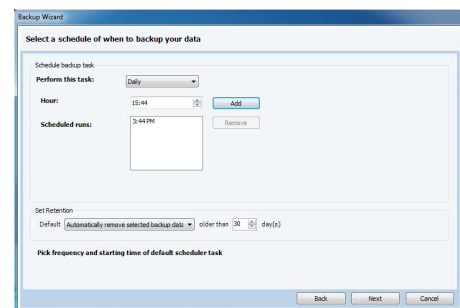 Backup Wizard
Select a schedule of when to backup your data
Schedule backup task
Perform this task: Daily
Hour: 15:44 Add
Scheduled runs: 3:44 PM Remove
Set Retention
Default Automatically remove selected backup data older than 30 day(s)
Pick frequency and starting time of default scheduler task
Back Next Cancel